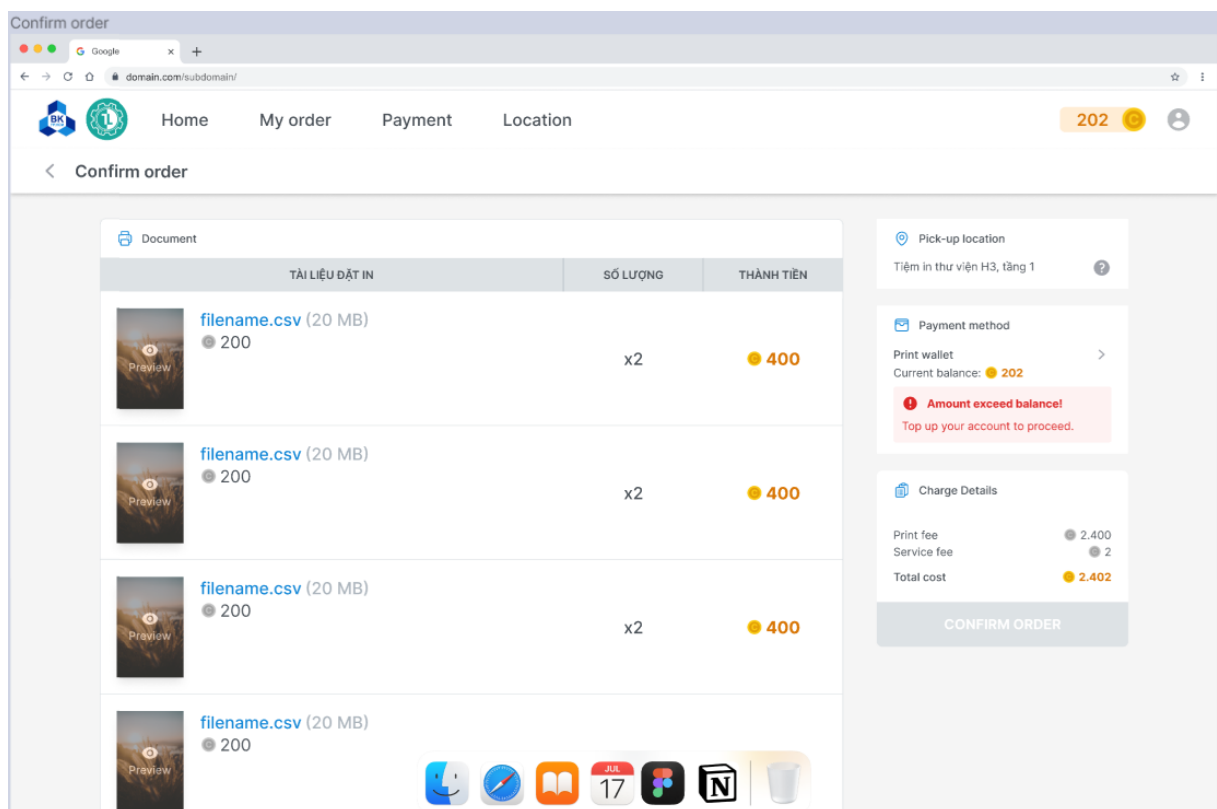 Confirm order
Google
domain.com/subdomain/
BK
Home
My order
Payment
Location
202
Confirm order
Document
TÀI LIỆU ĐẶT IN
SỐ LƯỢNG
THÀNH TIỀN
filename.csv (20 MB)
200
Preview
x2
400
filename.csv (20 MB)
200
Preview
x2
400
filename.csv (20 MB)
200
Preview
x2
400
filename.csv (20 MB)
200
Preview
Pick-up location
Tiệm in thư viện H3, tầng 1
Payment method
Print wallet
Current balance: 202
Amount exceed balance!
Top up your account to proceed.
Charge Details
Print fee 2.400
Service fee 2
Total cost 2.402
CONFIRM ORDER
JUL
17
N